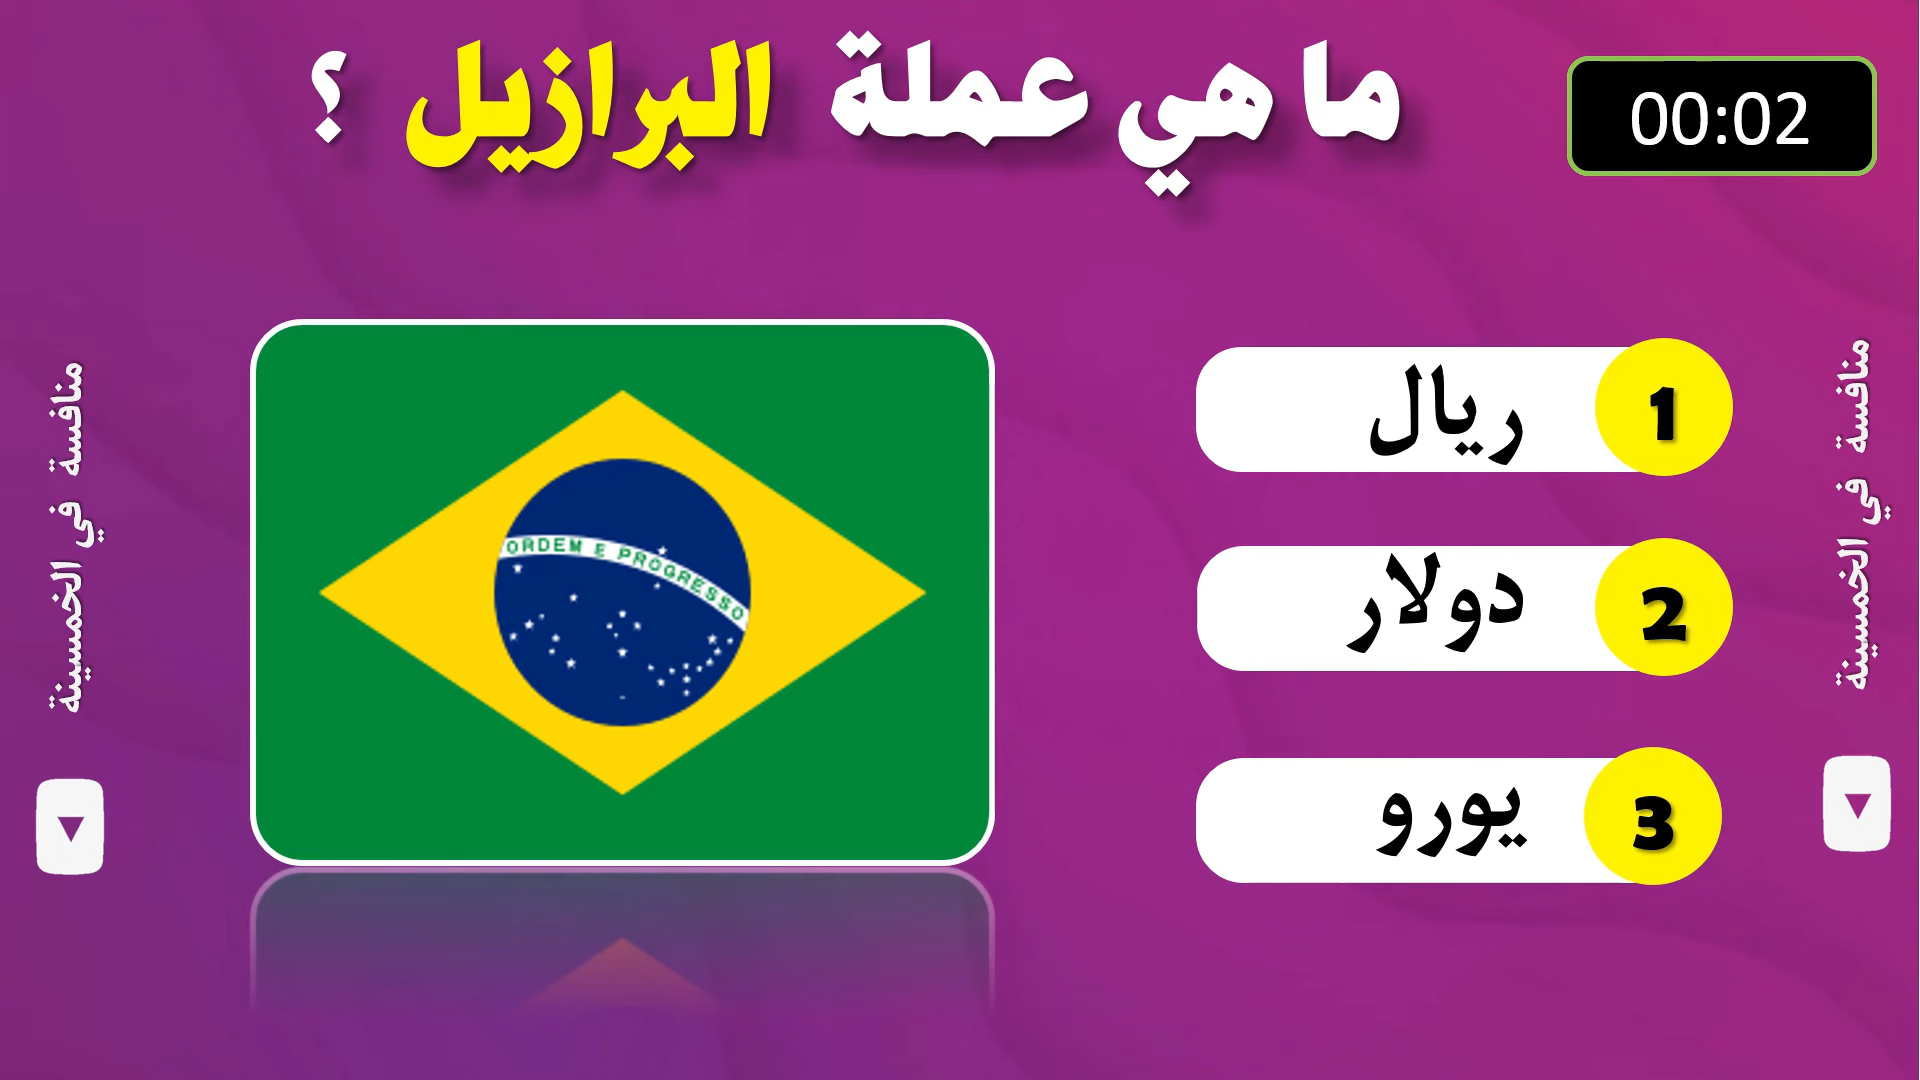 ما هي عملة البرازيل ؟
00:02
ORDEM E PROGRESSO
1 ريال
2 دولار
3 يورو
منافسة في الخمسينة
منافسة في الخمسينة